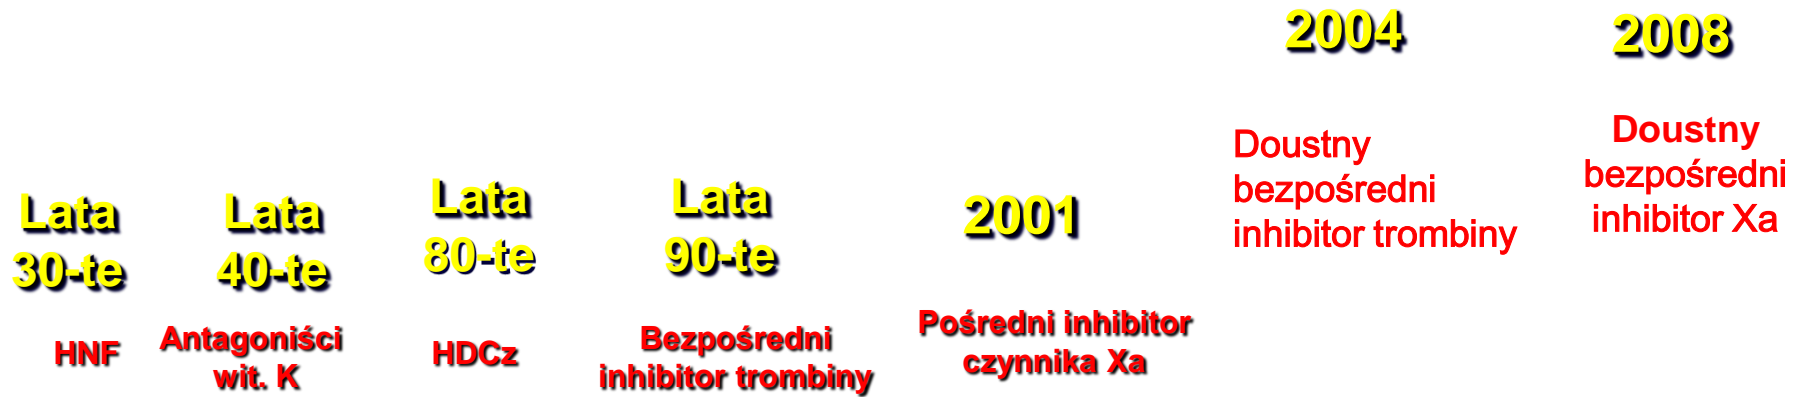 Lata
30-te
HNF
Lata
40-te
Antagoniści
wit. K
Lata
80-te
HDCz
Lata
90-te
Bezpośredni
inhibitor trombiny
2001
Pośredni inhibitor
czynnika Xa
2004
Doustny
bezpośredni
inhibitor trombiny
2008
Doustny
bezpośredni
inhibitor Xa